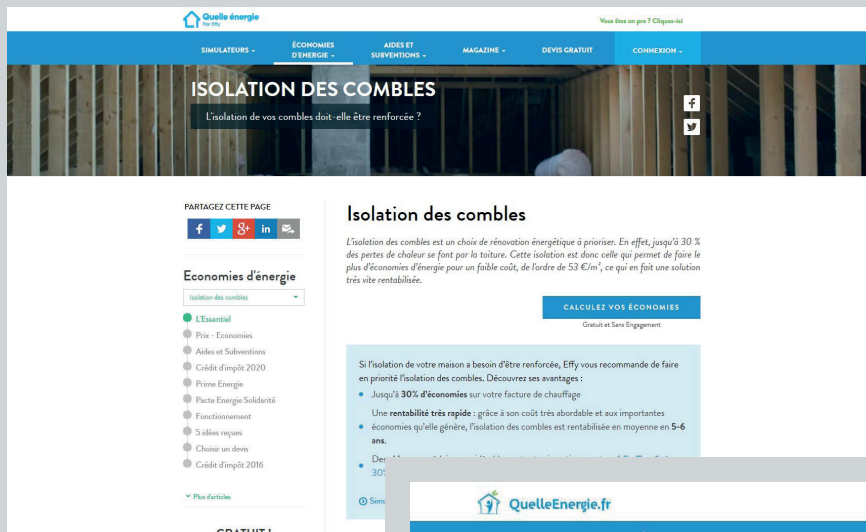 Quelle énergie
Par Effy
Vous êtes un pro ? Cliquez-ici
SIMULATEURS
ÉCONOMIES
D'ÉNERGIE
AIDES ET
SUBVENTIONS
MAGAZINE
DEVIS GRATUIT
CONNEXION
ISOLATION DES COMBLES
L'isolation de vos combles doit-elle être renforcée ?
PARTAGEZ CETTE PAGE
Economies d'énergie
Isolation des combles
L'Essentiel
Prix - Economies
Aides et Subventions
Crédit d'impôt 2020
Prime Energie
Pacte Energie Solidarité
Fonctionnement
5 idées reçues
Choisir un devis
Crédit d'impôt 2016
Plus d'articles
GRATUIT !
Isolation des combles
L'isolation des combles est un choix de rénovation énergétique à prioriser. En effet, jusqu'à 30 %
des pertes de chaleur se font par la toiture. Cette isolation est donc celle qui permet de faire le
plus d'économies d'énergie pour un faible coût, de l'ordre de 53 €/m², ce qui en fait une solution
très vite rentabilisée.
CALCULEZ VOS ÉCONOMIES
Gratuit et Sans Engagement
Si l'isolation de votre maison a besoin d'être renforcée, Effy vous recommande de faire
en priorité l'isolation des combles. Découvrez ses avantages :
Jusqu'à 30% d'économies sur votre facture de chauffage
Une rentabilité très rapide : grâce à son coût très abordable et aux importantes
économies qu'elle génère, l'isolation des combles est rentabilisée en moyenne en 5-6
ans.
30%
QuelleEnergie.fr